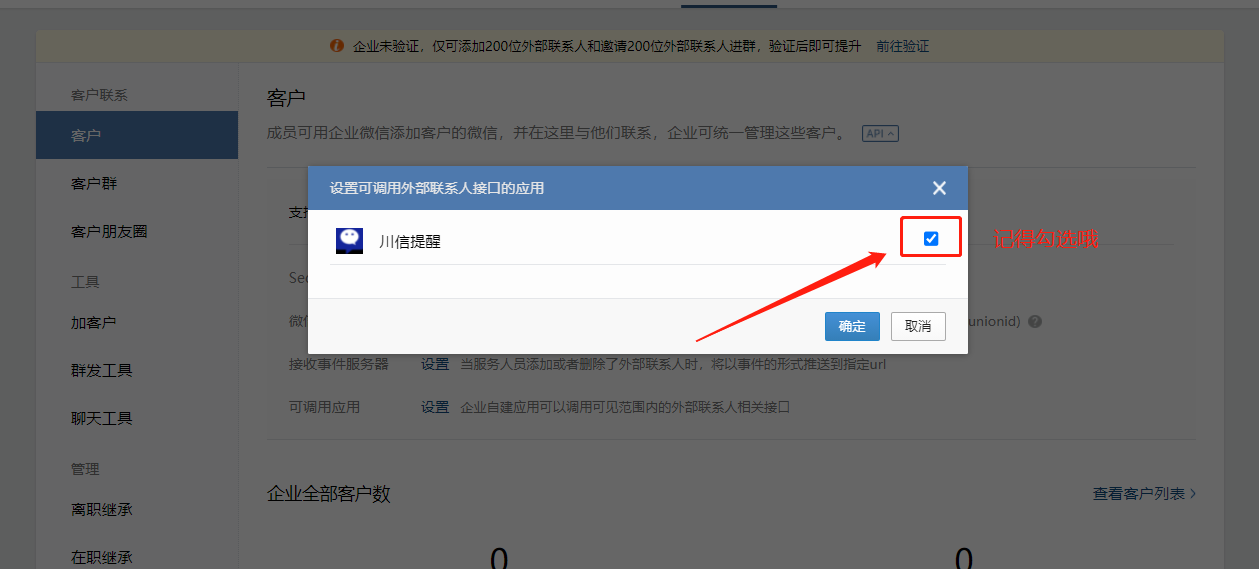 企业未验证，仅可添加200位外部联系人和邀请200位外部联系人进群，验证后即可提升 前往验证
客户联系
客户
客户群
客户朋友圈
工具
加客户
群发工具
聊天工具
管理
离职继承
在职继承
客户
成员可用企业微信添加客户的微信，并在这里与他们联系，企业可统一管理这些客户。 API
设置可调用外部联系人接口的应用
川信提醒
记得勾选哦
确定 取消
支
Sec
微信
unionid)
接收事件服务器 设置 当服务人员添加或者删除了外部联系人时，将以事件的形式推送到指定url
可调用应用 设置 企业自建应用可以调用可见范围内的外部联系人相关接口
企业全部客户数 查看客户列表
0 0